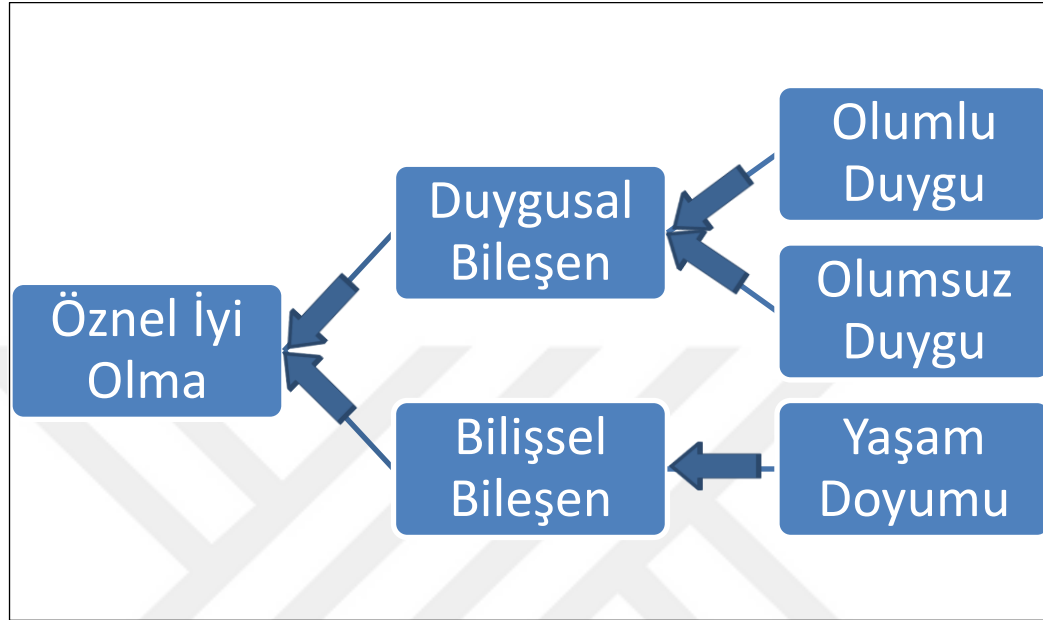 Öznel İyi
Olma
Duygusal
Bileşen
Olumlu
Duygu
Olumsuz
Duygu
Bilişsel
Bileşen
Yaşam
Doyumu